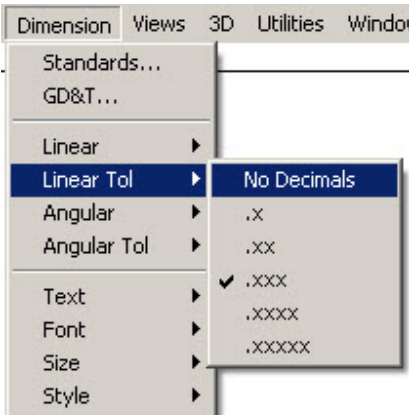 Dimension Views 3D Utilities
Standards...
GD&T...
Linear
Linear Tol
Angular
Angular Tol
Text
Font
Size
Style
No Decimals
.x
.xx
.xxx
.xxxx
.xxxxx